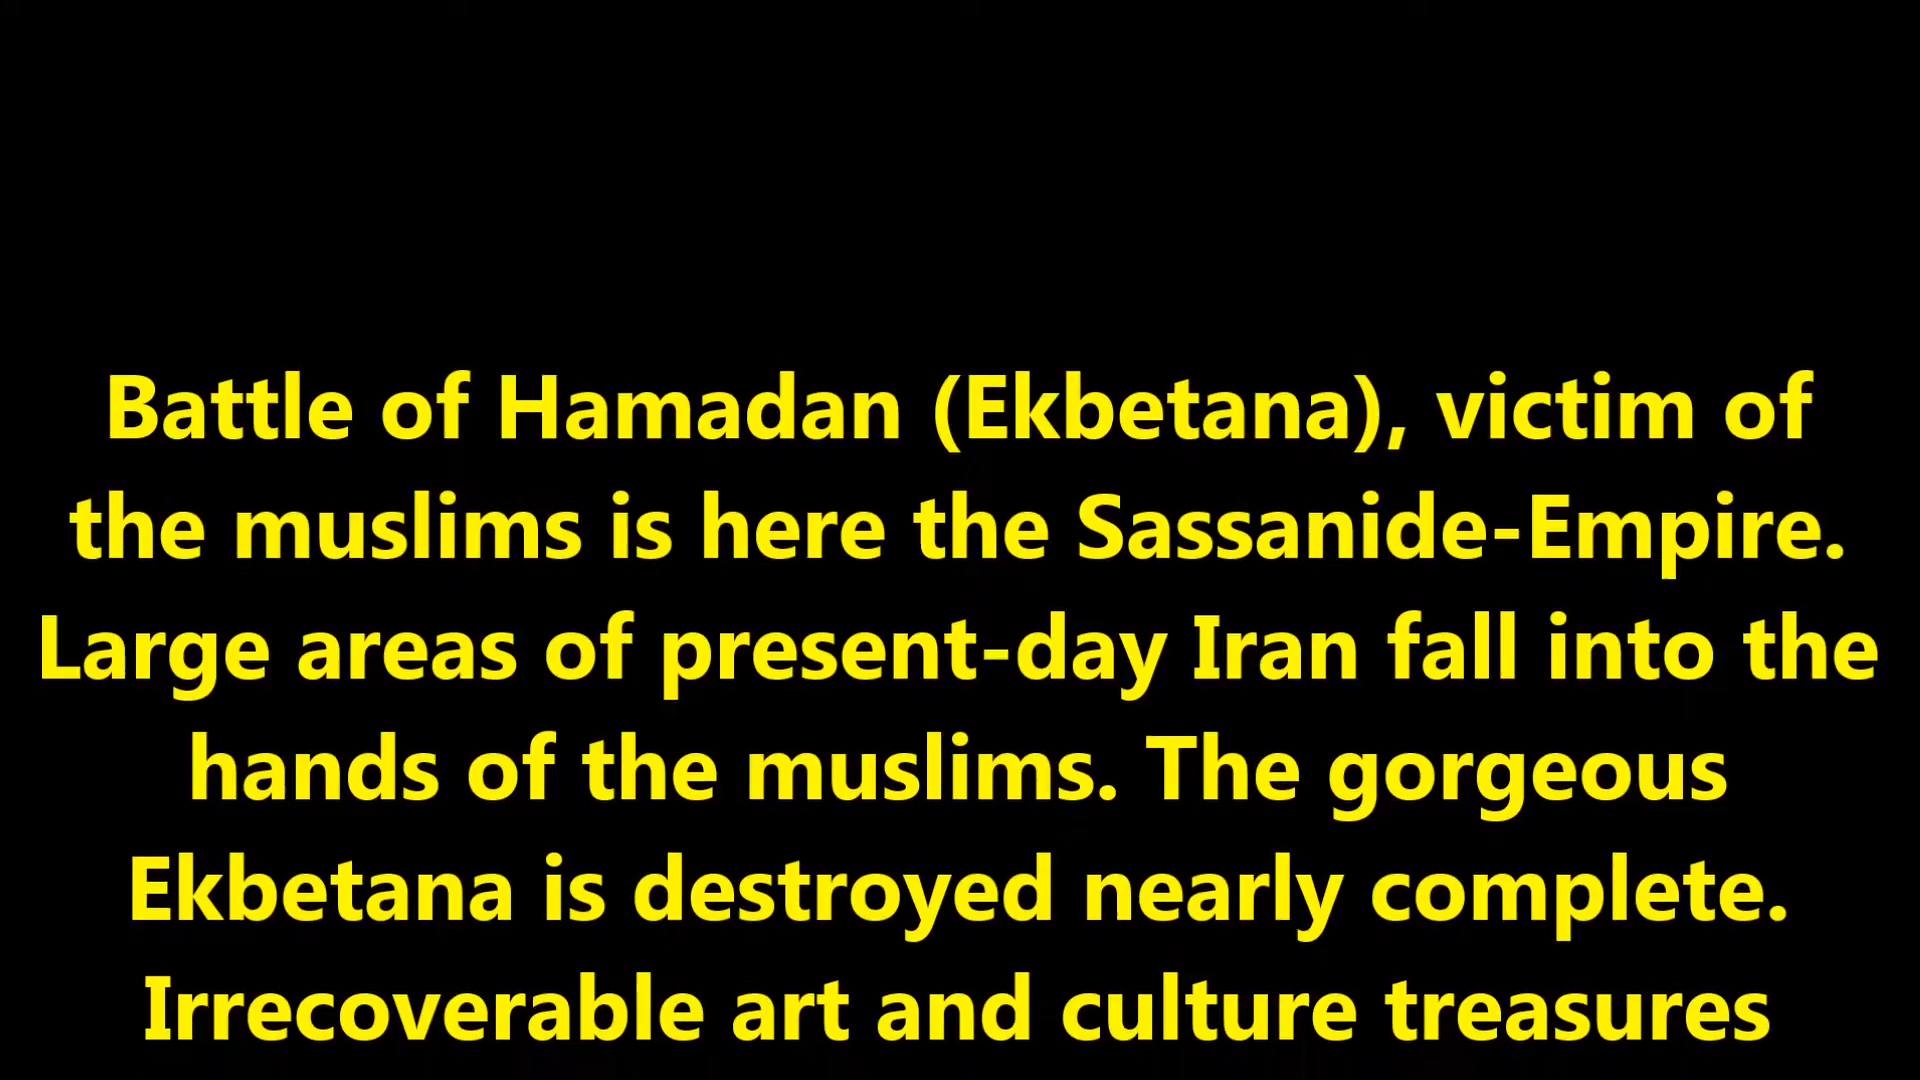 Battle of Hamadan (Ekbetana), victim of
the muslims is here the Sassanide-Empire.
Large areas of present-day Iran fall into the
hands of the muslims. The gorgeous
Ekbetana is destroyed nearly complete.
Irrecoverable art and culture treasures